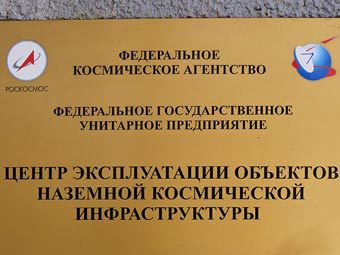 ФЕДЕРАЛЬНОЕ
КОСМИЧЕСКОЕ АГЕНТСТВО
РОСКОСМОС
ФЕДЕРАЛЬНОЕ ГОСУДАРСТВЕННОЕ
УНИТАРНОЕ ПРЕДПРИЯТИЕ
ЦЕНТР ЭКСПЛУАТАЦИИ ОБЪЕКТОВ
НАЗЕМНОЙ КОСМИЧЕСКОЙ
ИНФРАСТРУКТУРЫ